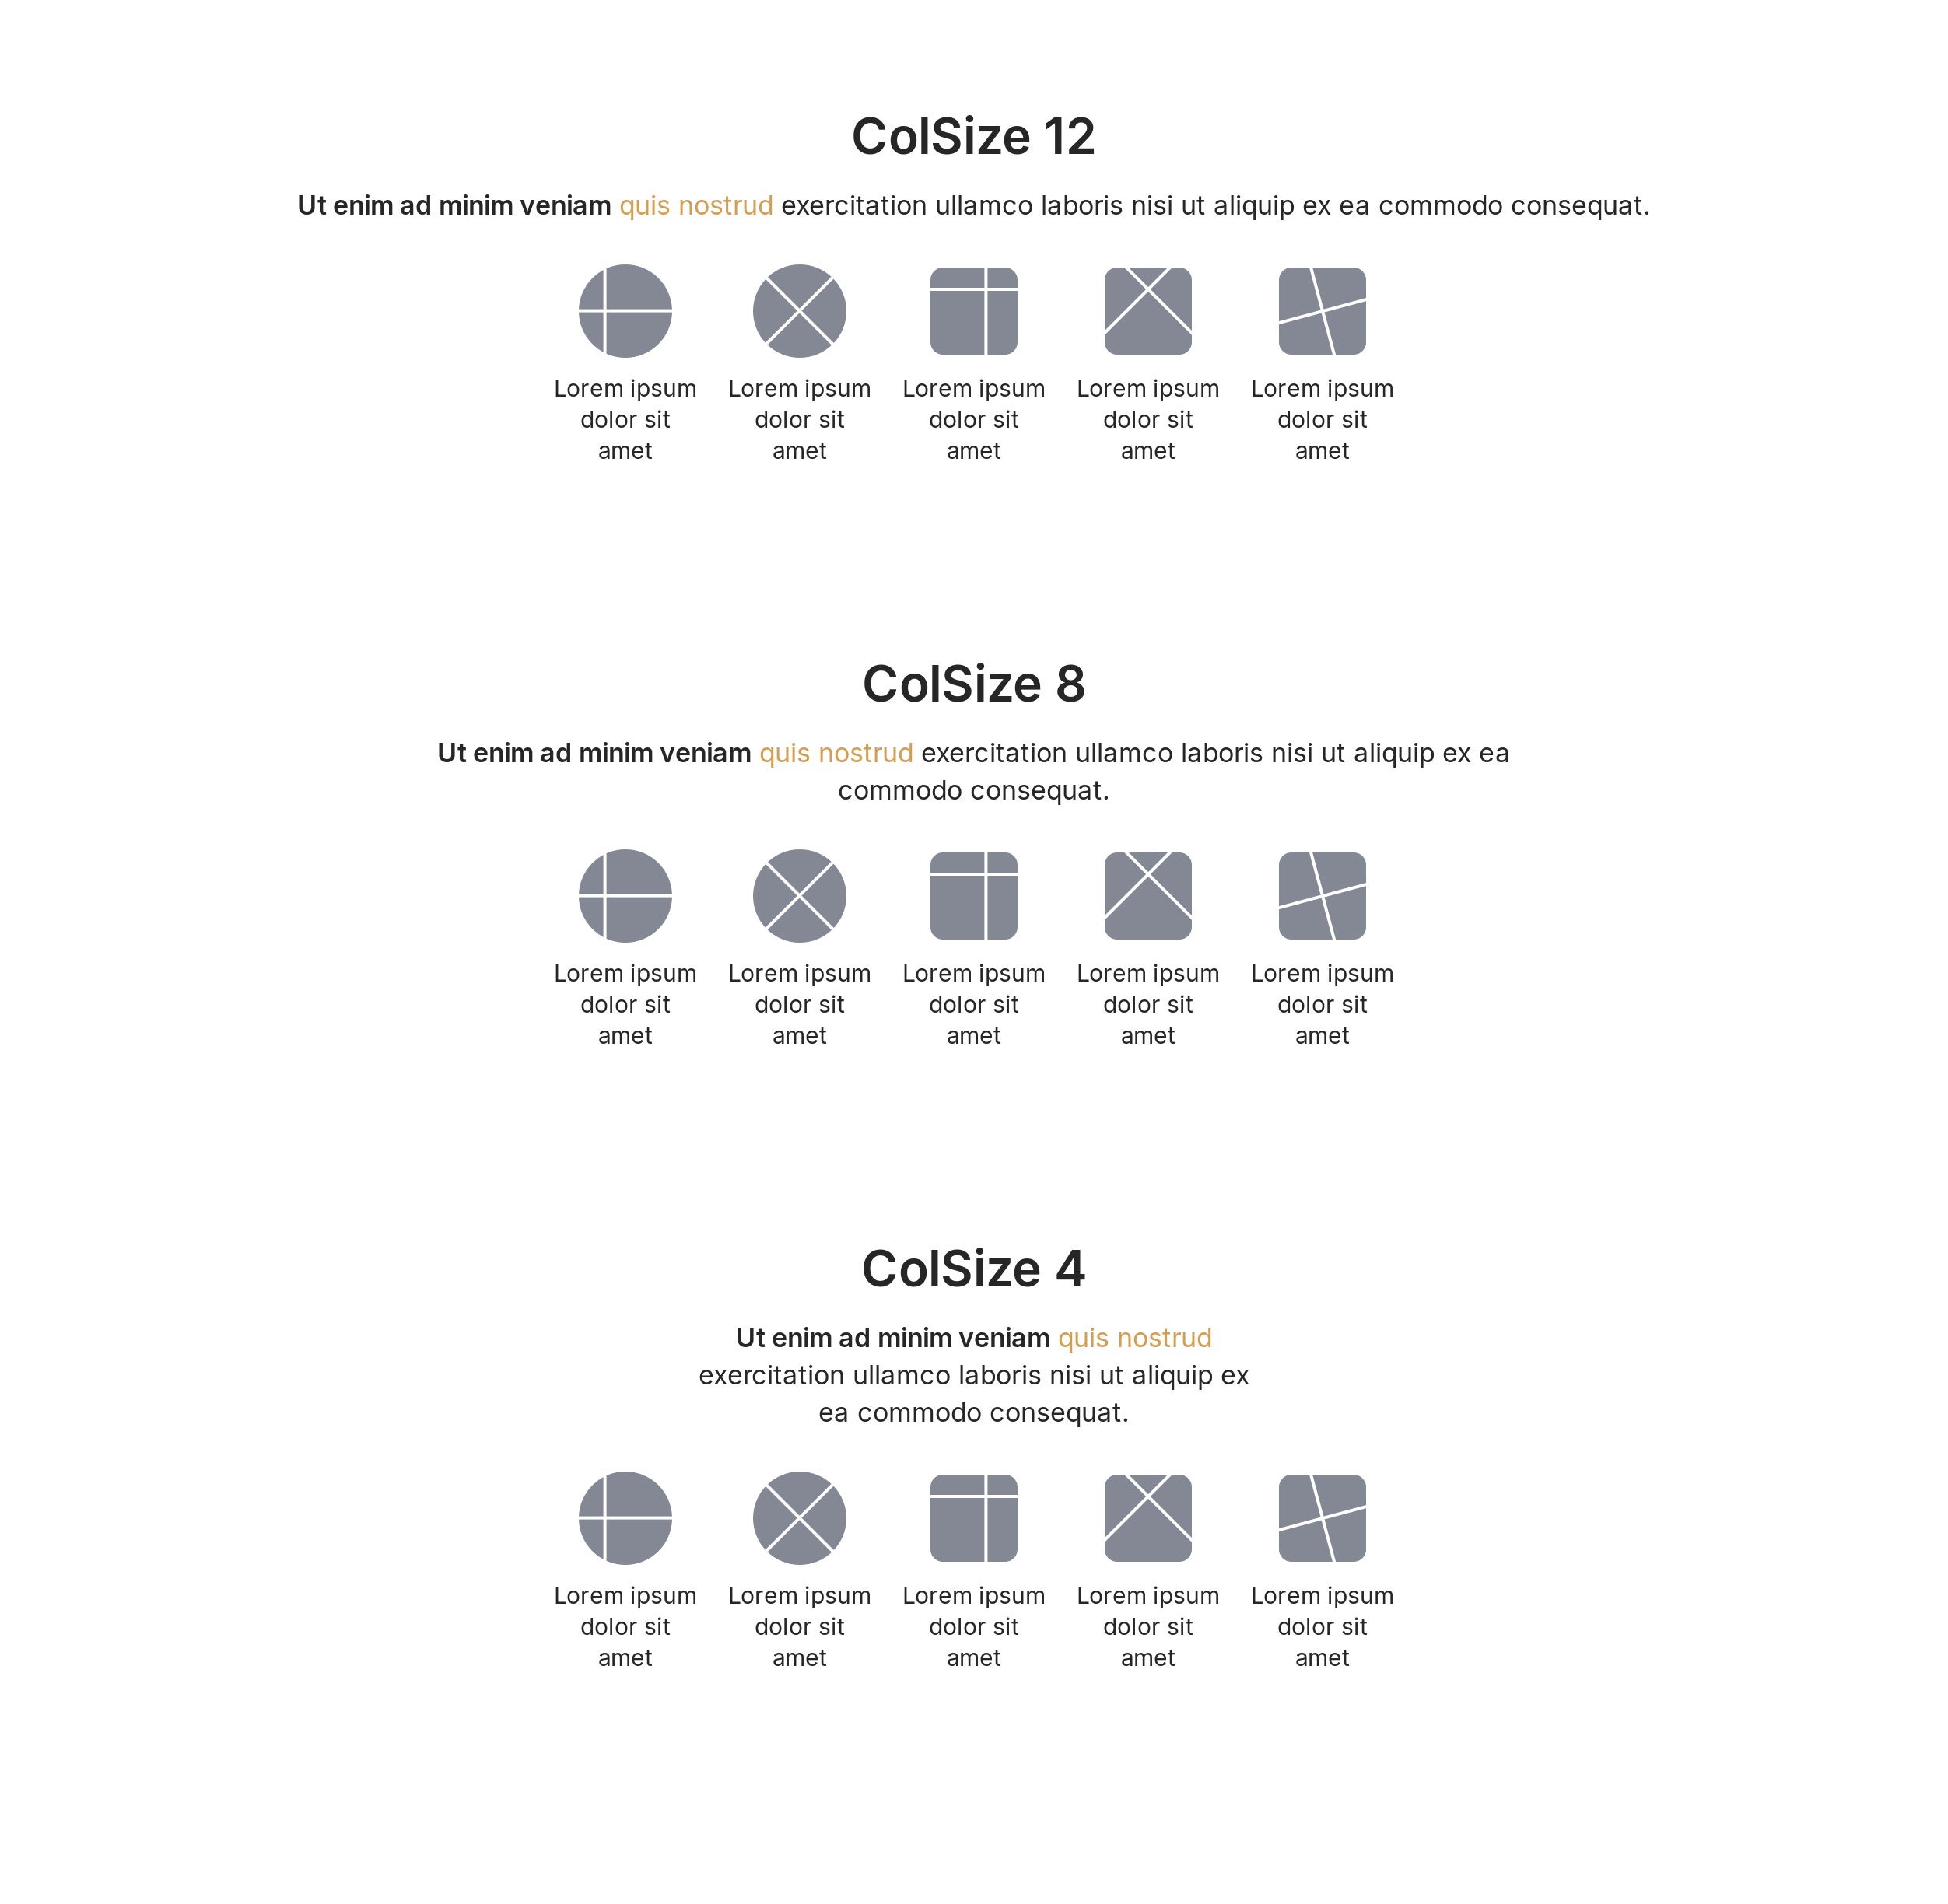 ColSize 12
Ut enim ad minim veniam quis nostrud exercitation ullamco laboris nisi ut aliquip ex ea commodo consequat.
Lorem ipsum
dolor sit
amet
Lorem ipsum
dolor sit
amet
Lorem ipsum
dolor sit
amet
Lorem ipsum
dolor sit
amet
Lorem ipsum
dolor sit
amet
ColSize 8
Ut enim ad minim veniam quis nostrud exercitation ullamco laboris nisi ut aliquip ex ea
commodo consequat.
Lorem ipsum
dolor sit
amet
Lorem ipsum
dolor sit
amet
Lorem ipsum
dolor sit
amet
Lorem ipsum
dolor sit
amet
Lorem ipsum
dolor sit
amet
ColSize 4
Ut enim ad minim veniam quis nostrud
exercitation ullamco laboris nisi ut aliquip ex
ea commodo consequat.
Lorem ipsum
dolor sit
amet
Lorem ipsum
dolor sit
amet
Lorem ipsum
dolor sit
amet
Lorem ipsum
dolor sit
amet
Lorem ipsum
dolor sit
amet